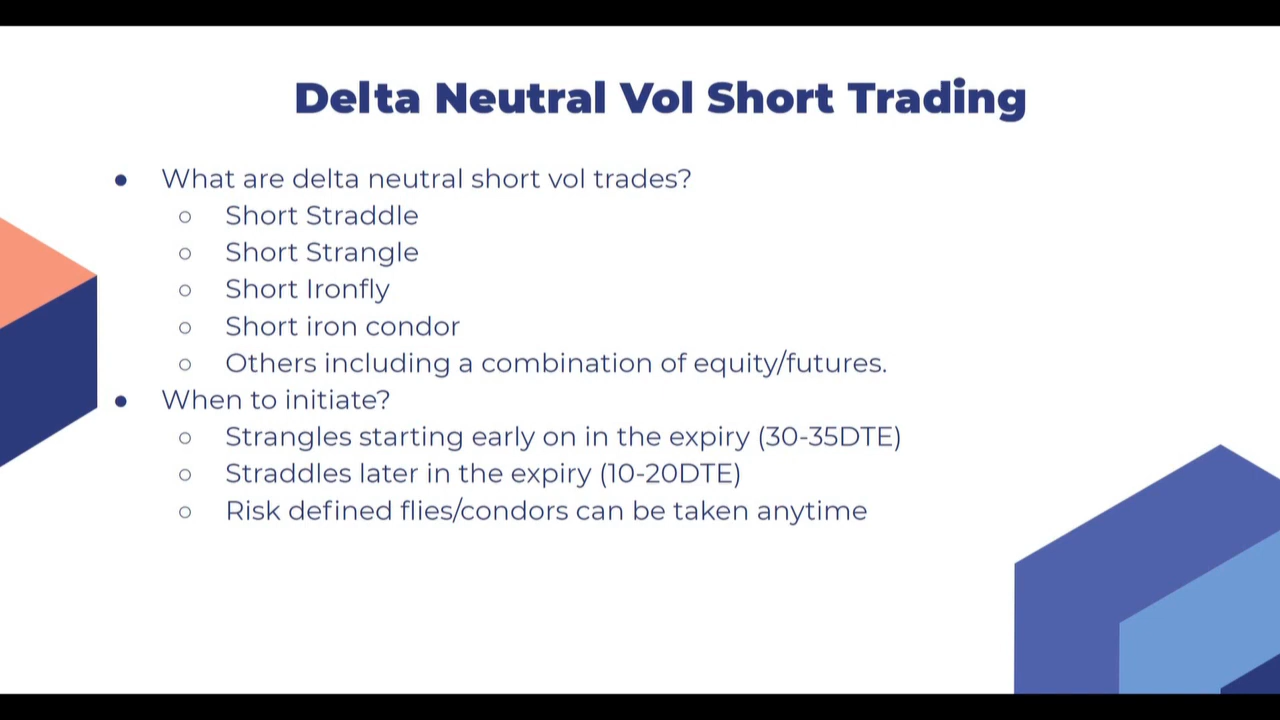 Delta Neutral Vol Short Trading
● What are delta neutral short vol trades?
○ Short Straddle
○ Short Strangle
○ Short Ironfly
○ Short iron condor
○ Others including a combination of equity/futures.
● When to initiate?
○ Strangles starting early on in the expiry (30-35DTE)
○ Straddles later in the expiry (10-20DTE)
○ Risk defined flies/condors can be taken anytime